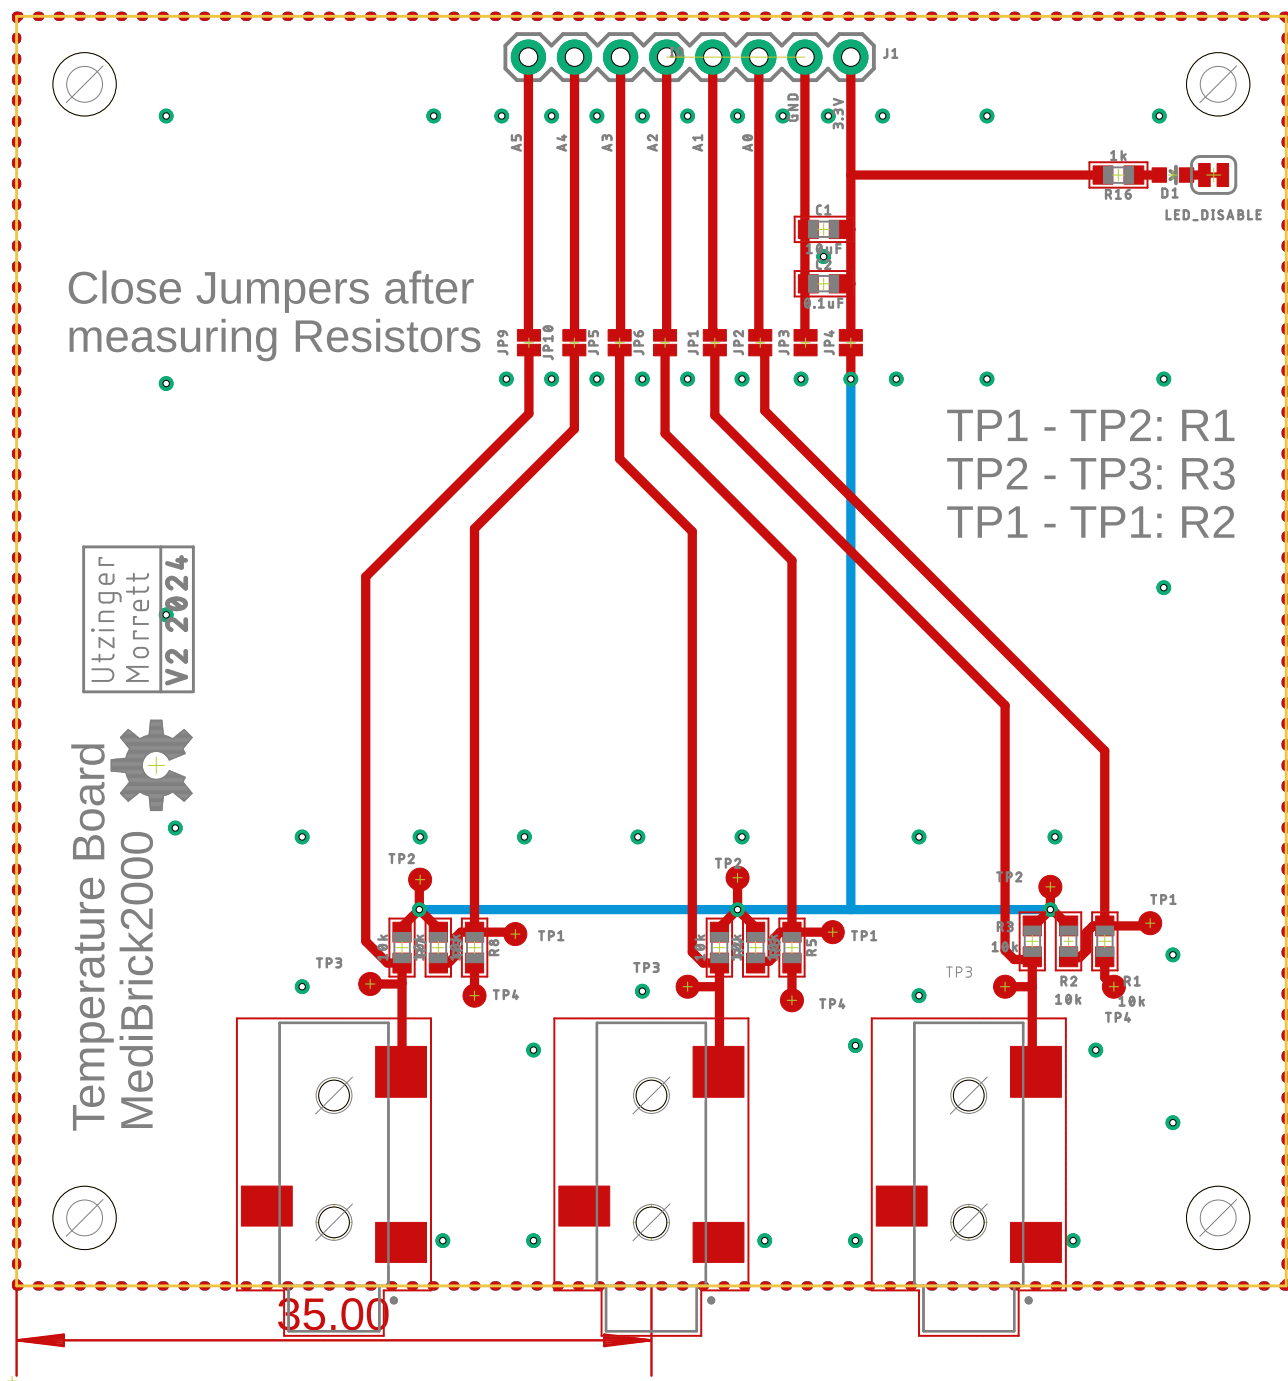 J1
A5
A4
A3
A2
A1
A0
GND
3.3V
1k
R16
D1
LED_DISABLE
C1
10uF
C2
0.1uF
Close Jumpers after
measuring Resistors
JP9
JP10
JP5
JP6
JP1
JP2
JP3
JP4
TP1 - TP2: R1
TP2 - TP3: R3
TP1 - TP1: R2
Utzinger
Morrett
V2 2024
Temperature Board
MediBrick2000
TP2
10k
R8
TP1
TP3
TP4
TP2
10k
R5
TP1
TP3
TP4
TP2
TP1
R3
10k
TP3
R2
10k
R1
10k
TP4
35.00